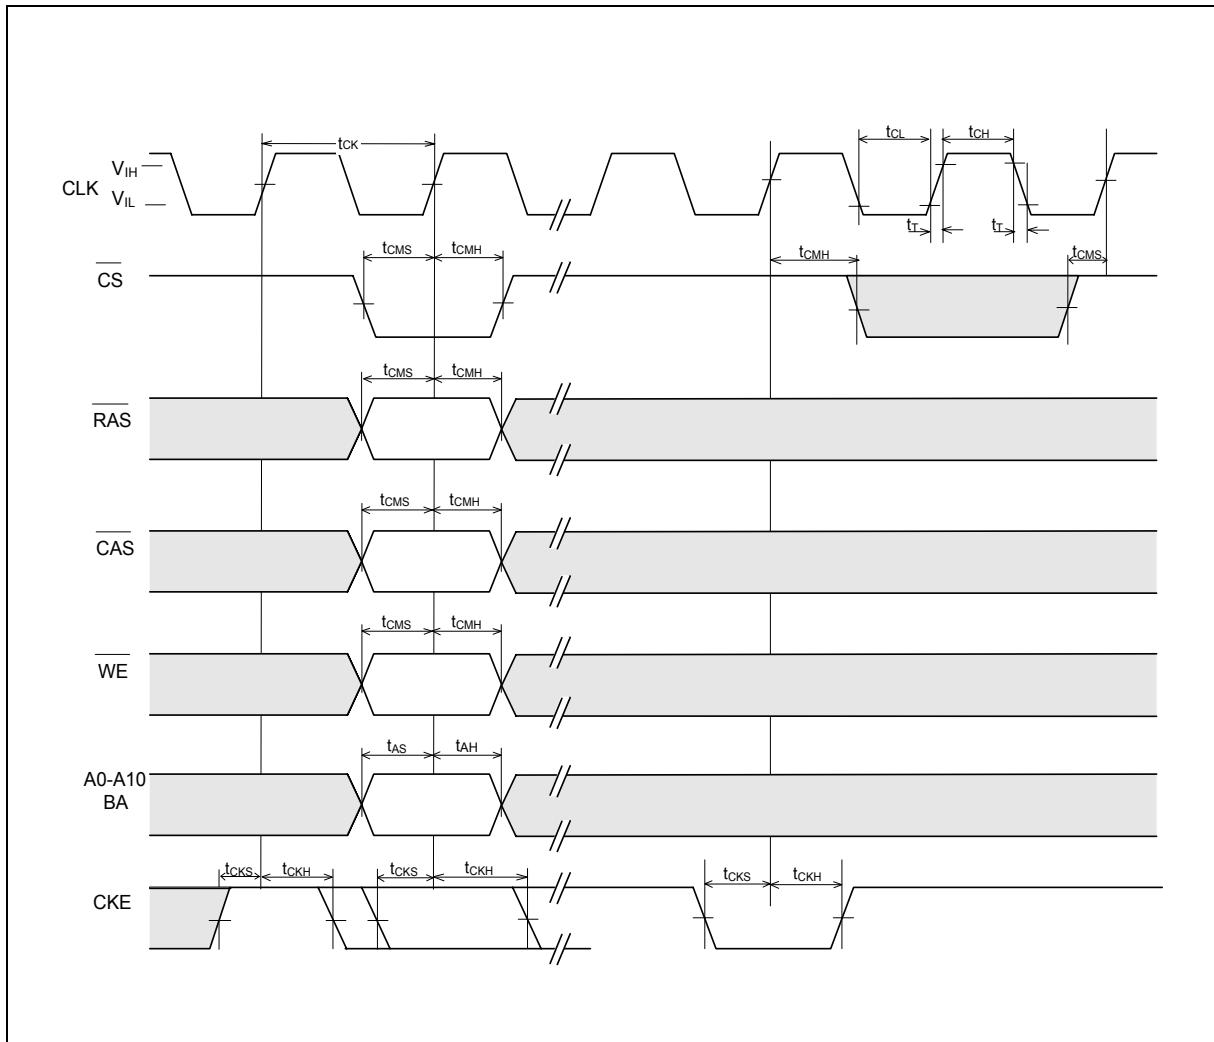 tCK
tCL
tCH
VIH
CLK
VIL
tT
tT
tCMS
tCMH
tCMH
tCMS
CS
tCMS
tCMH
RAS
tCMS
tCMH
CAS
tCMS
tCMH
WE
tAS
tAH
A0-A10
BA
tCKS
tCKH
tCKS
tCKH
tCKS
tCKH
CKE